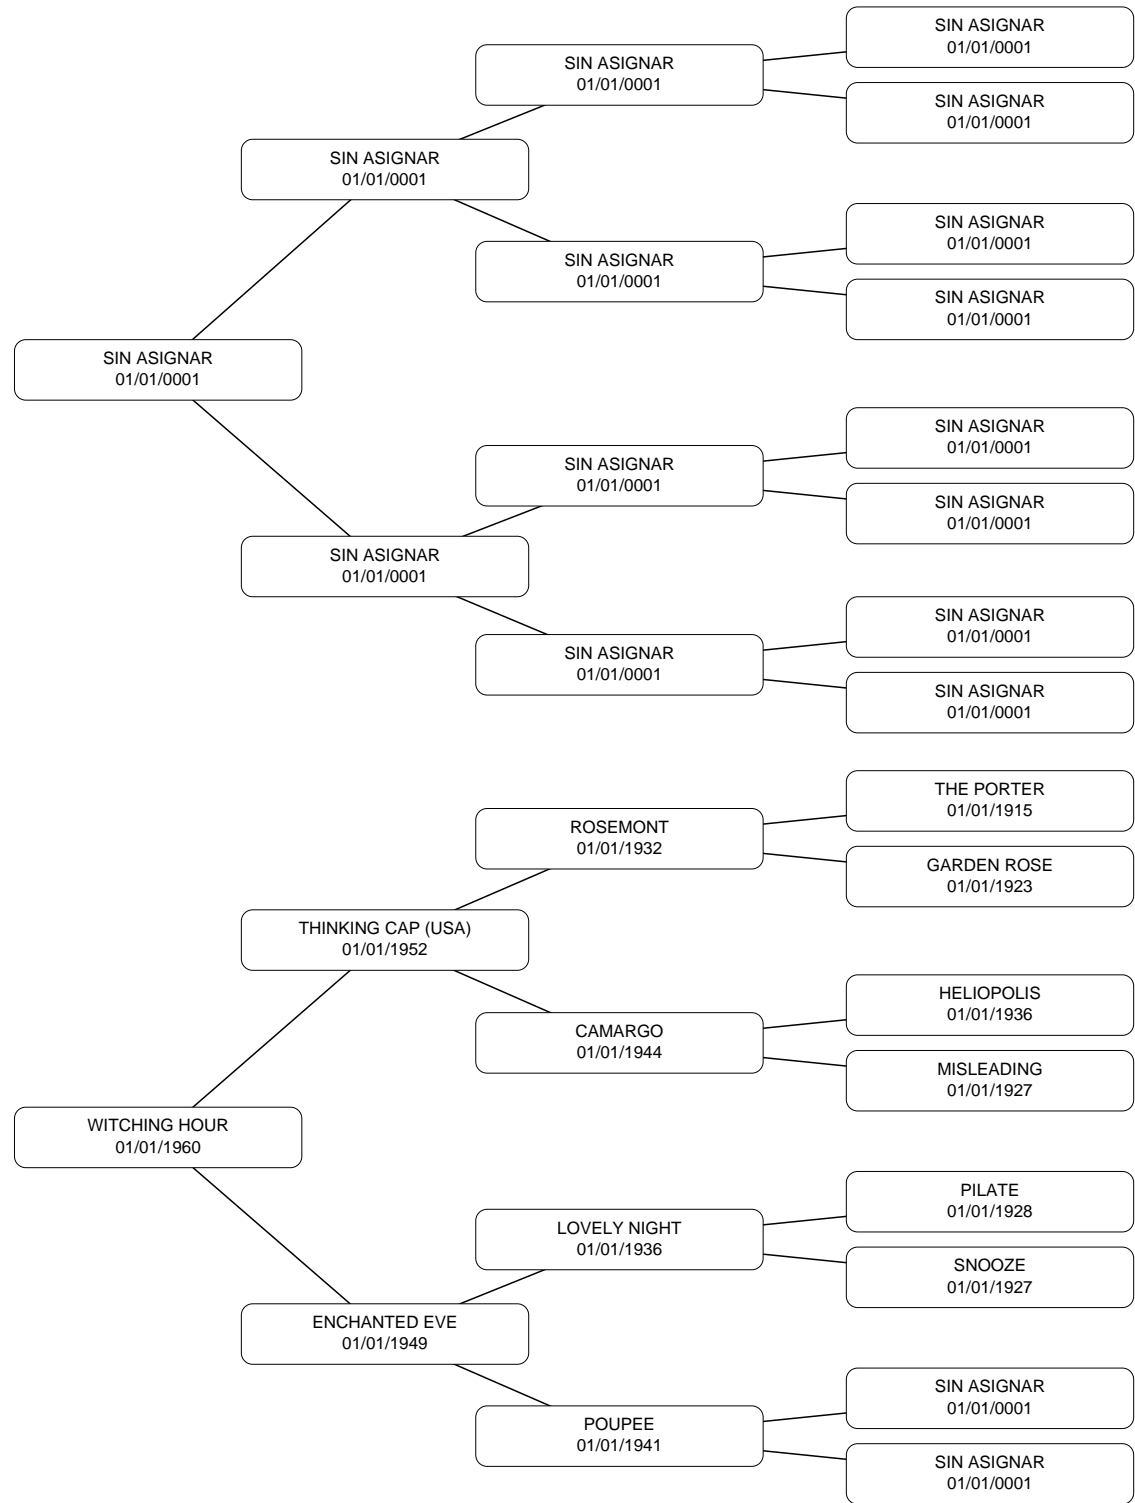 SIN ASIGNAR
01/01/0001
SIN ASIGNAR
01/01/0001
SIN ASIGNAR
01/01/0001
SIN ASIGNAR
01/01/0001
SIN ASIGNAR
01/01/0001
SIN ASIGNAR
01/01/0001
SIN ASIGNAR
01/01/0001
SIN ASIGNAR
01/01/0001
SIN ASIGNAR
01/01/0001
SIN ASIGNAR
01/01/0001
SIN ASIGNAR
01/01/0001
SIN ASIGNAR
01/01/0001
SIN ASIGNAR
01/01/0001
SIN ASIGNAR
01/01/0001
SIN ASIGNAR
01/01/0001
THE PORTER
01/01/1915
ROSEMONT
01/01/1932
GARDEN ROSE
01/01/1923
THINKING CAP (USA)
01/01/1952
HELIOPOLIS
01/01/1936
CAMARGO
01/01/1944
MISLEADING
01/01/1927
WITCHING HOUR
01/01/1960
PILATE
01/01/1928
LOVELY NIGHT
01/01/1936
SNOOZE
01/01/1927
ENCHANTED EVE
01/01/1949
SIN ASIGNAR
01/01/0001
POUPEE
01/01/1941
SIN ASIGNAR
01/01/0001